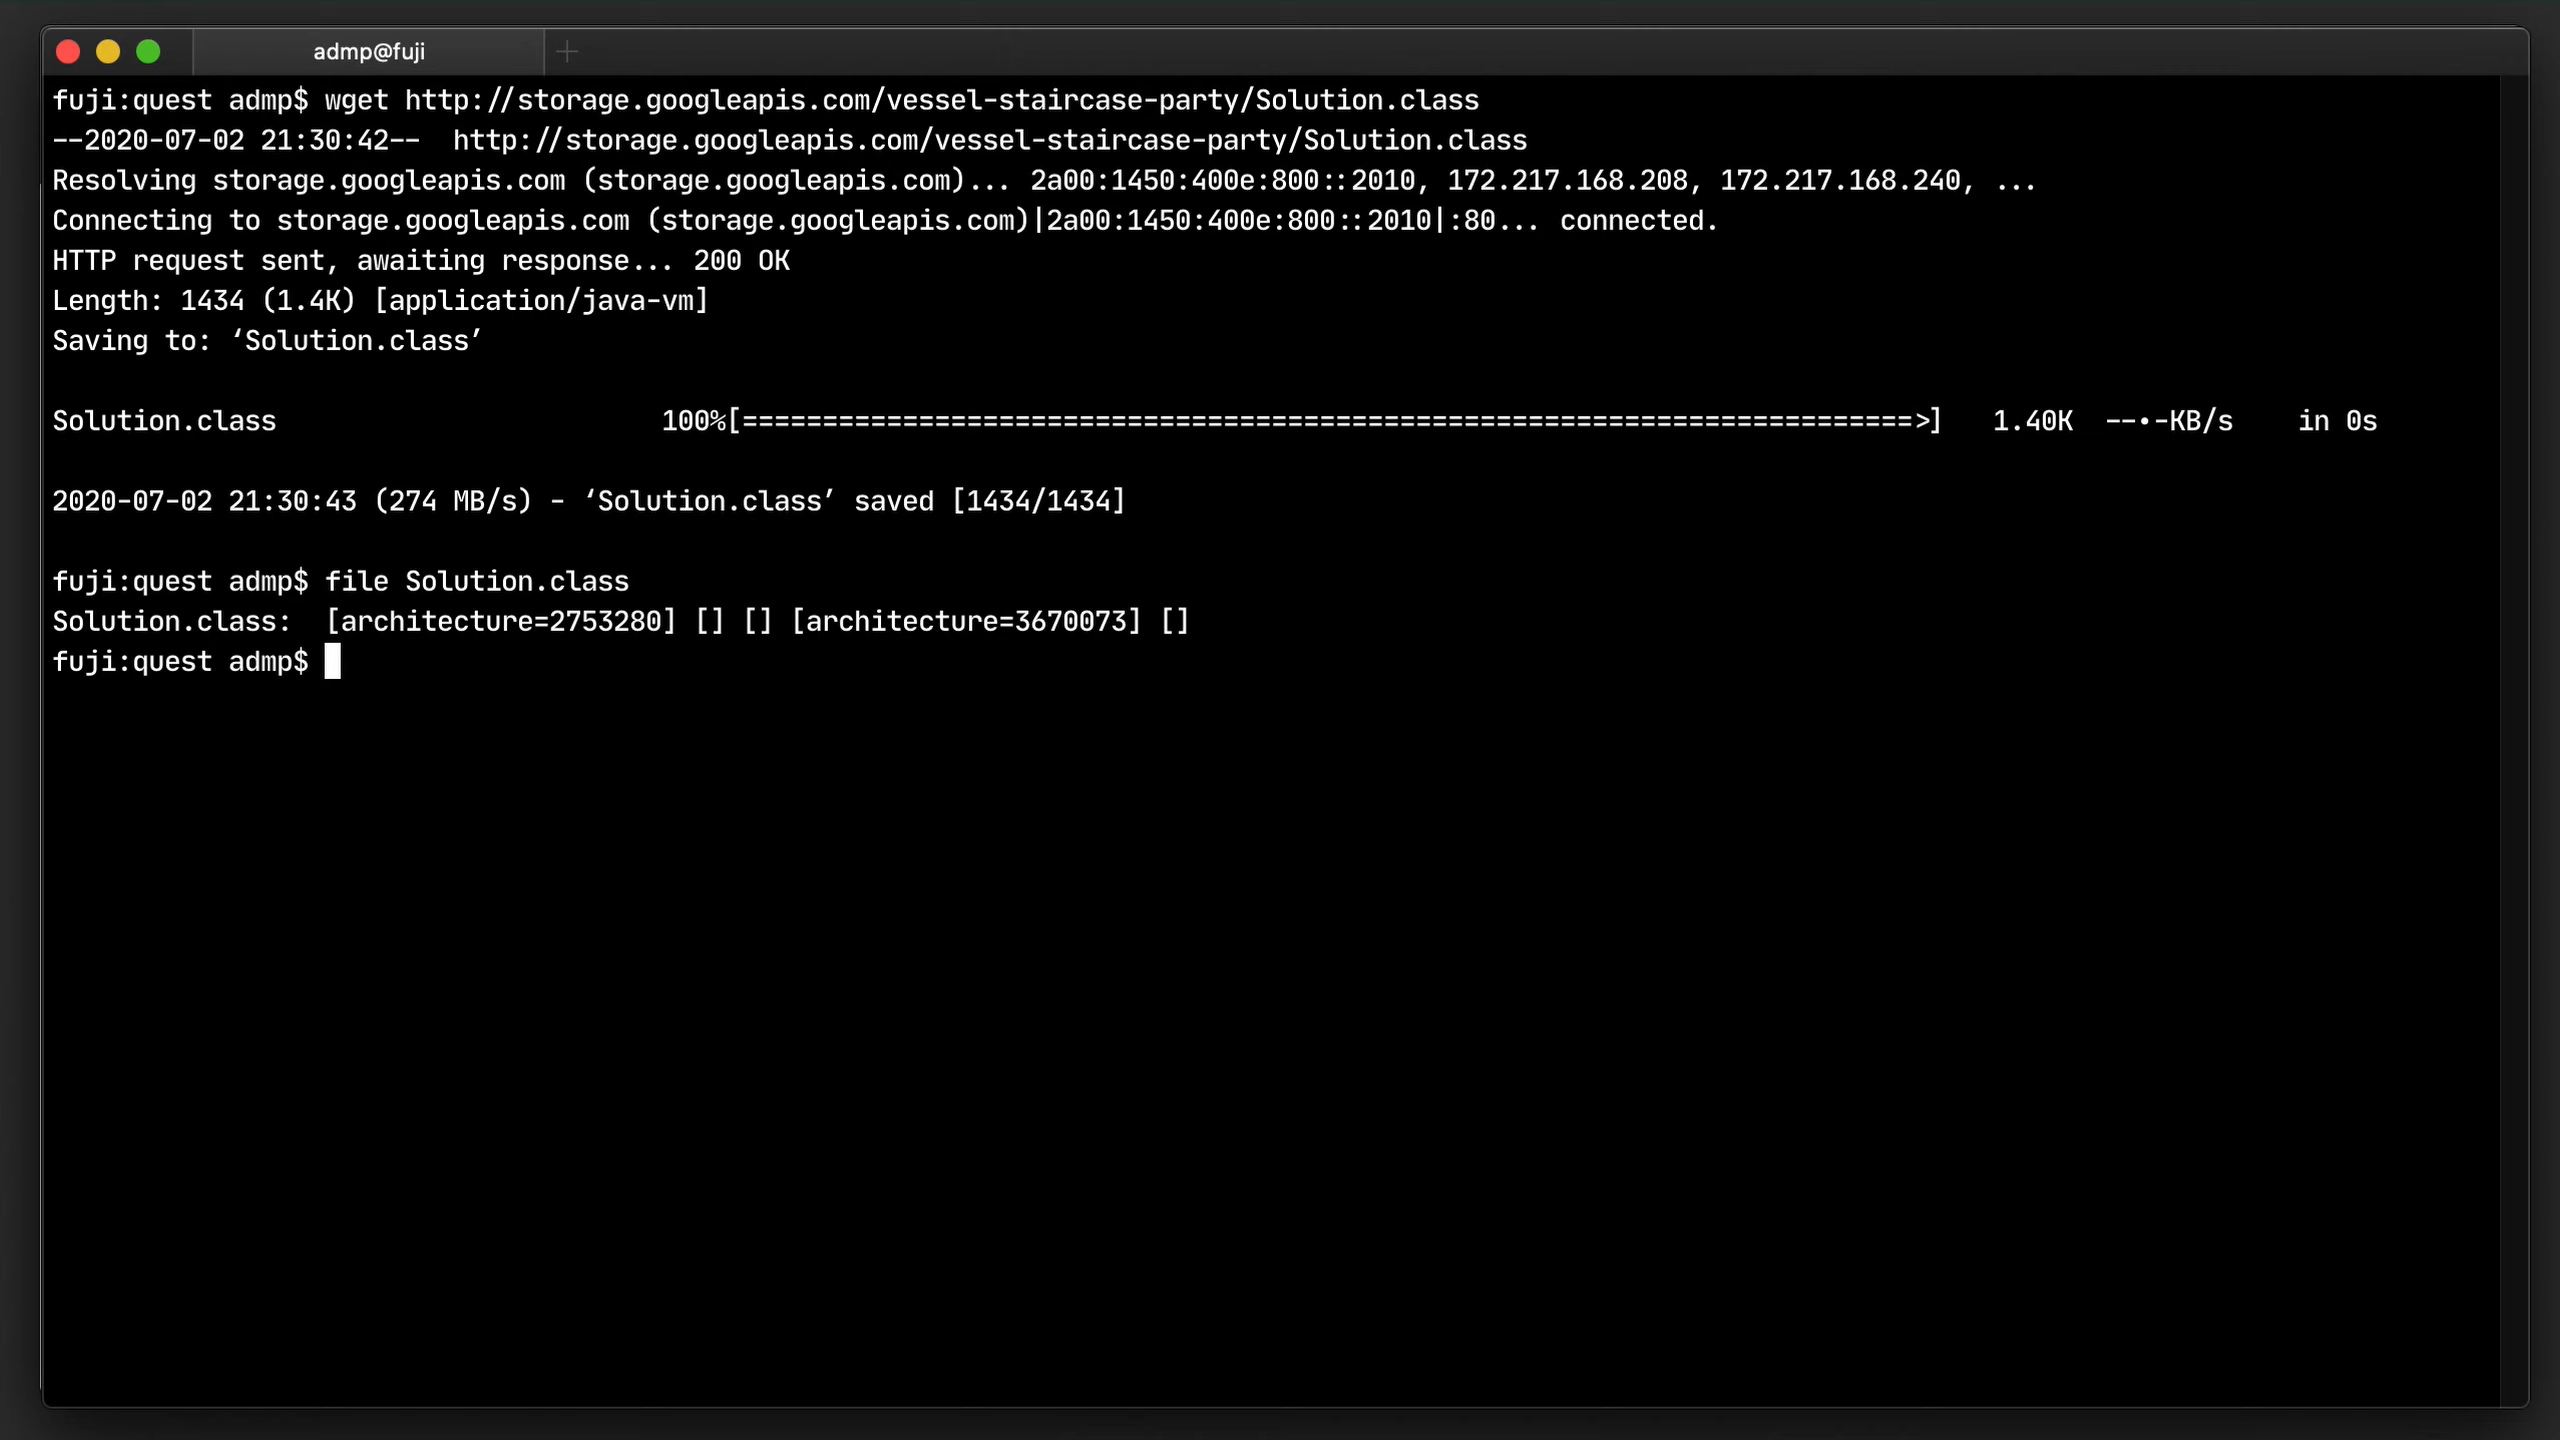 admp@fuji
fuji:quest admp$ wget http://storage.googleapis.com/vessel-staircase-party/Solution.class
--2020-07-02 21:30:42--  http://storage.googleapis.com/vessel-staircase-party/Solution.class
Resolving storage.googleapis.com (storage.googleapis.com)... 2a00:1450:400e:800::2010, 172.217.168.208, 172.217.168.240, ...
Connecting to storage.googleapis.com (storage.googleapis.com)|2a00:1450:400e:800::2010|:80... connected.
HTTP request sent, awaiting response... 200 OK
Length: 1434 (1.4K) [application/java-vm]
Saving to: ‘Solution.class’
Solution.class                        100%[=========================================================================>]   1.40K  --•-KB/s    in 0s
2020-07-02 21:30:43 (274 MB/s) - ‘Solution.class’ saved [1434/1434]
fuji:quest admp$ file Solution.class
Solution.class:  [architecture=2753280] [] [] [architecture=3670073] []
fuji:quest admp$